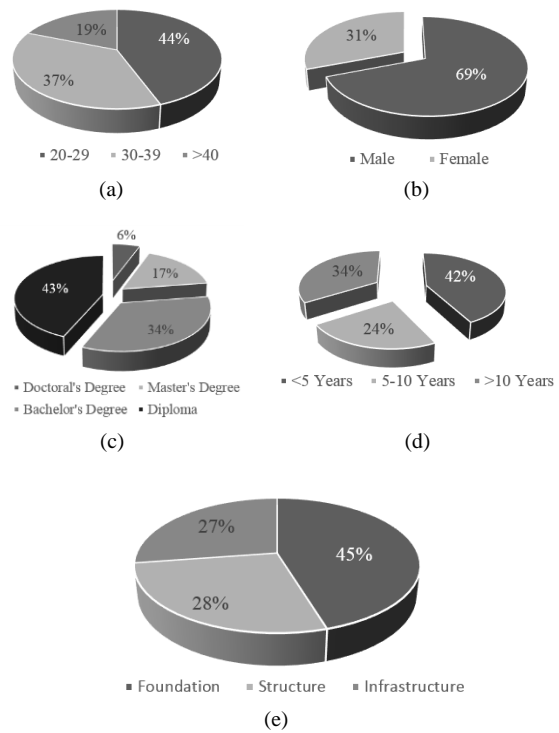 19%
44%
37%
20-29 30-39 >40
(a)
31%
69%
Male Female
(b)
6%
17%
43%
34%
Doctoral's Degree Master's Degree
Bachelor's Degree Diploma
(c)
34%
42%
24%
<5 Years 5-10 Years >10 Years
(d)
27%
45%
28%
Foundation Structure Infrastructure
(e)